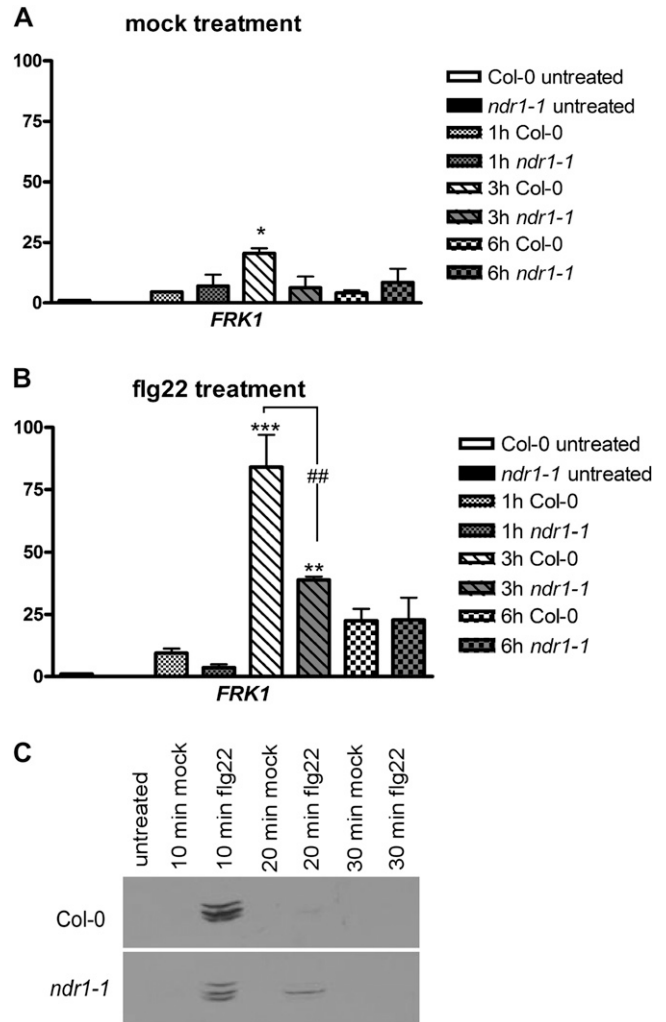 A
mock treatment
100
75
50
25
0
*
FRK1
Col-0 untreated
ndr1-1 untreated
1h Col-0
1h ndr1-1
3h Col-0
3h ndr1-1
6h Col-0
6h ndr1-1
B
flg22 treatment
100
75
50
25
0
***
##
**
FRK1
Col-0 untreated
ndr1-1 untreated
1h Col-0
1h ndr1-1
3h Col-0
3h ndr1-1
6h Col-0
6h ndr1-1
C
untreated
10 min mock
10 min flg22
20 min mock
20 min flg22
30 min mock
30 min flg22
Col-0
ndr1-1